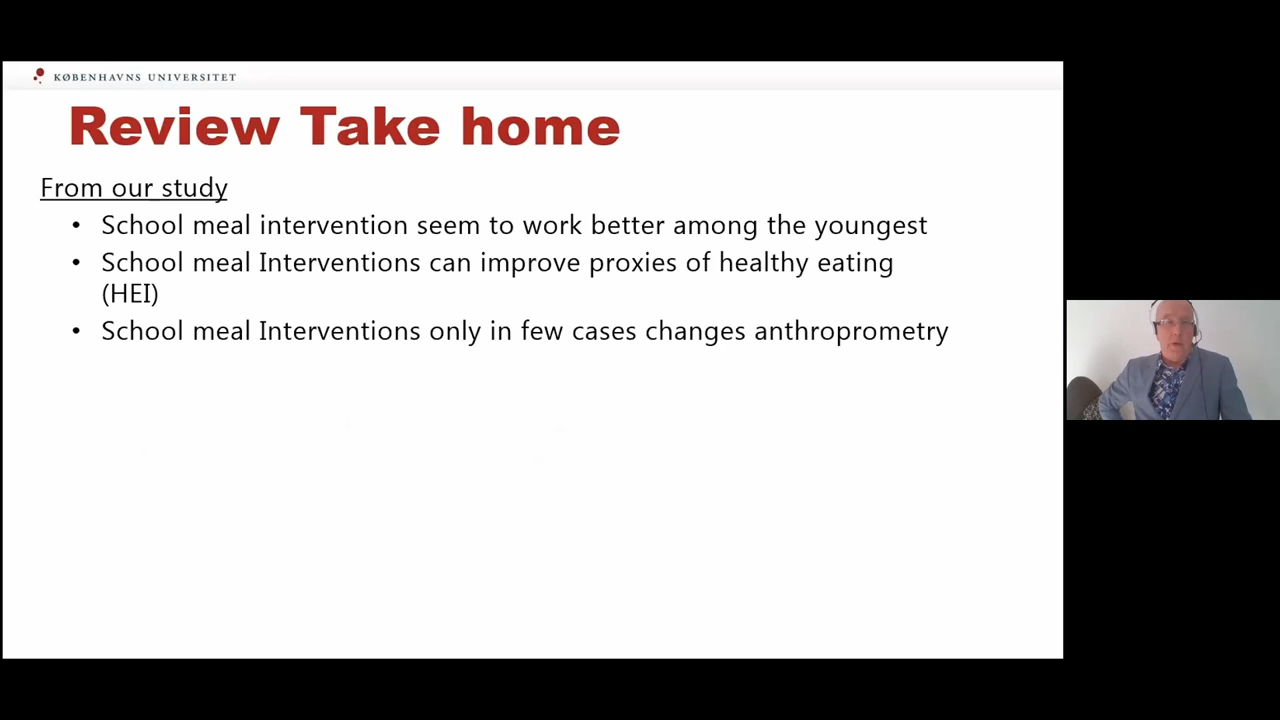 KØBENHAVNS UNIVERSITET
Review Take home
From our study
• School meal intervention seem to work better among the youngest
• School meal Interventions can improve proxies of healthy eating
(HEI)
• School meal Interventions only in few cases changes anthroprometry